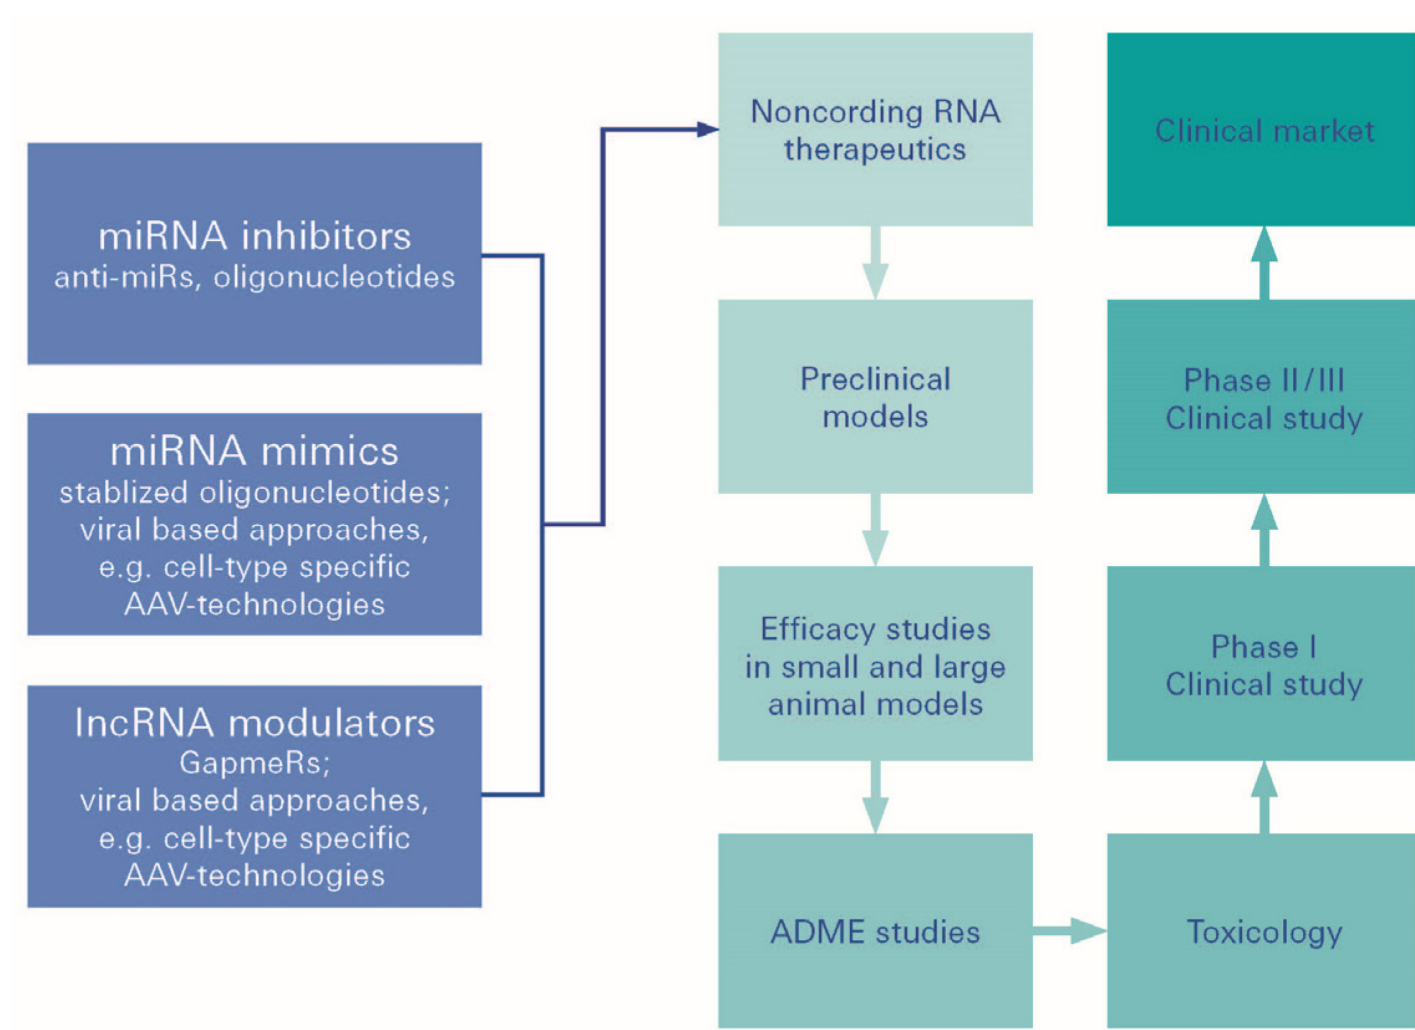 miRNA inhibitors
anti-miRs, oligonucleotides
miRNA mimics
stablized oligonucleotides;
viral based approaches,
e.g. cell-type specific
AAV-technologies
lncRNA modulators
GapmeRs;
viral based approaches,
e.g. cell-type specific
AAV-technologies
Noncording RNA
therapeutics
Preclinical
models
Efficacy studies
in small and large
animal models
ADME studies
Toxicology
Phase I
Clinical study
Phase II/III
Clinical study
Clinical market